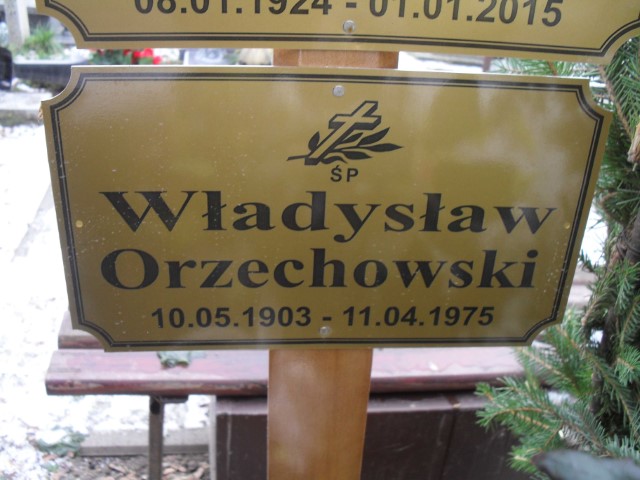 08.01.1924 - 01.01.2015
ŚP
Władysław
Orzechowski
10.05.1903 - 11.04.1975